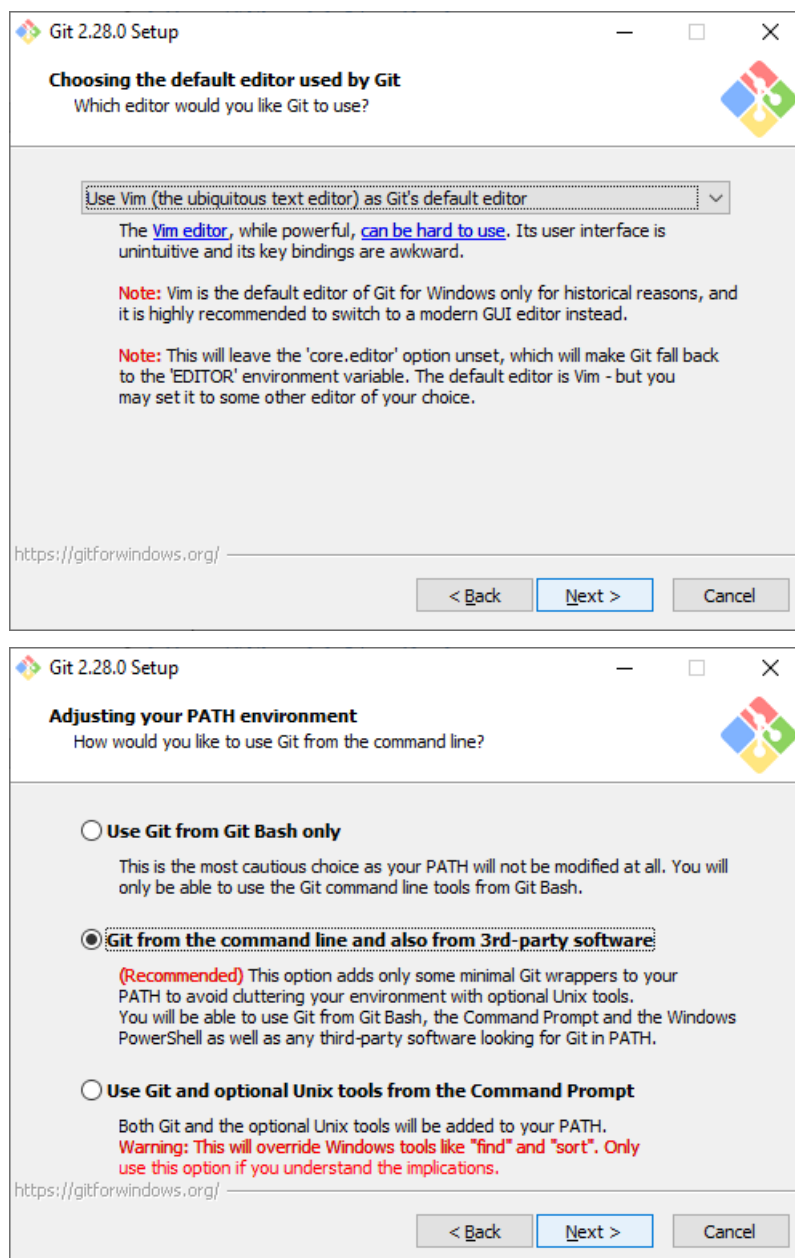 Git 2.28.0 Setup
Choosing the default editor used by Git
Which editor would you like Git to use?
Use Vim (the ubiquitous text editor) as Git's default editor
The Vim editor, while powerful, can be hard to use. Its user interface is
unintuitive and its key bindings are awkward.
Note: Vim is the default editor of Git for Windows only for historical reasons, and
it is highly recommended to switch to a modern GUI editor instead.
Note: This will leave the 'core.editor' option unset, which will make Git fall back
to the 'EDITOR' environment variable. The default editor is Vim - but you
may set it to some other editor of your choice.
https://gitforwindows.org/
< Back Next > Cancel
Git 2.28.0 Setup
Adjusting your PATH environment
How would you like to use Git from the command line?
Use Git from Git Bash only
This is the most cautious choice as your PATH will not be modified at all. You will
only be able to use the Git command line tools from Git Bash.
Git from the command line and also from 3rd-party software
(Recommended) This option adds only some minimal Git wrappers to your
PATH to avoid cluttering your environment with optional Unix tools.
You will be able to use Git from Git Bash, the Command Prompt and the Windows
PowerShell as well as any third-party software looking for Git in PATH.
Use Git and optional Unix tools from the Command Prompt
Both Git and the optional Unix tools will be added to your PATH.
Warning: This will override Windows tools like "find" and "sort". Only
use this option if you understand the implications.
https://gitforwindows.org/
< Back Next > Cancel